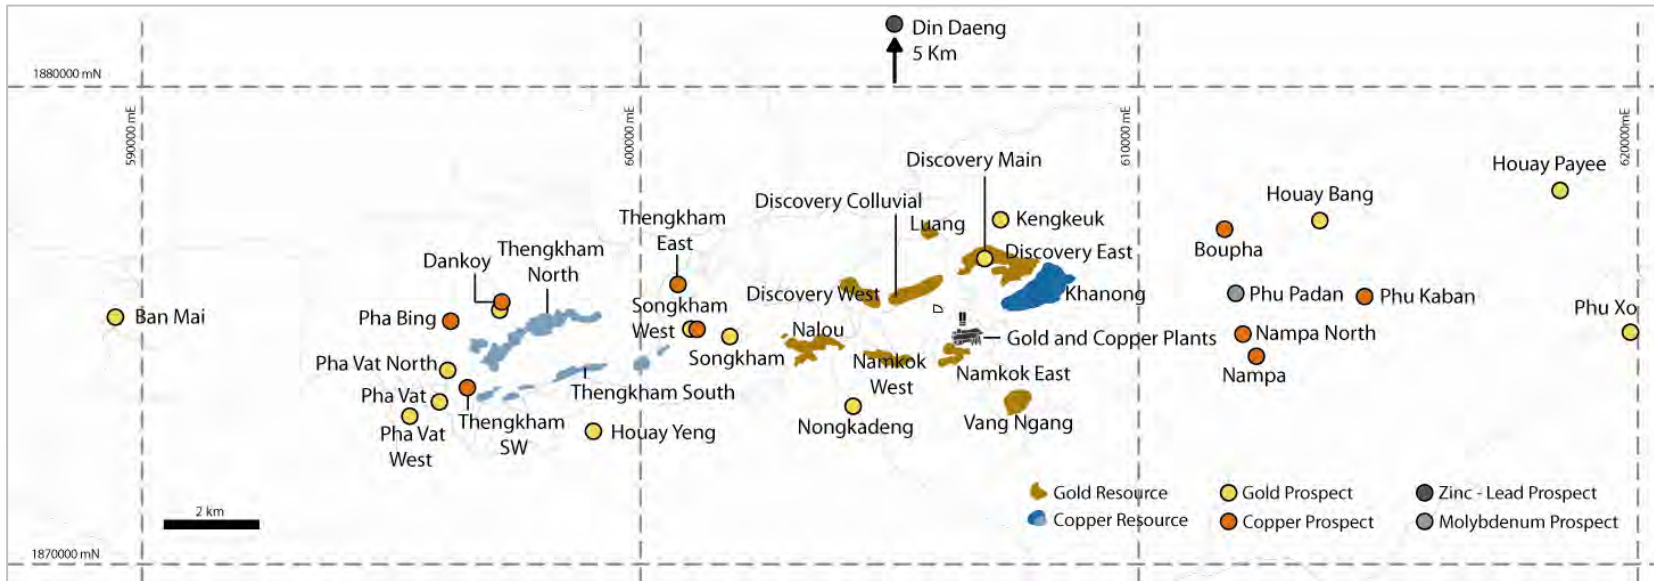 Din Daeng
5 Km
1880000 mN
590000 mE
600000 mE
610000 mE
620000mE
Discovery Main
Houay Payee
Houay Bang
Discovery Colluvial
Luang
Kengkeuk
Thengkham
East
Thengkham
North
Dankoy
Discovery East
Boupha
Discovery West
Khanong
Phu Padan
Phu Kaban
Phu Xo
Ban Mai
Pha Bing
Songkham
West
Nalou
Gold and Copper Plants
Nampa North
Songkham
Pha Vat North
Namkok
West
Namkok East
Nampa
Thengkham South
Pha Vat
Thengkham
SW
Pha Vat
West
Houay Yeng
Nongkadeng
Vang Ngang
Gold Resource
Gold Prospect
Zinc - Lead Prospect
Copper Resource
Copper Prospect
Molybdenum Prospect
2 km
1870000 mN